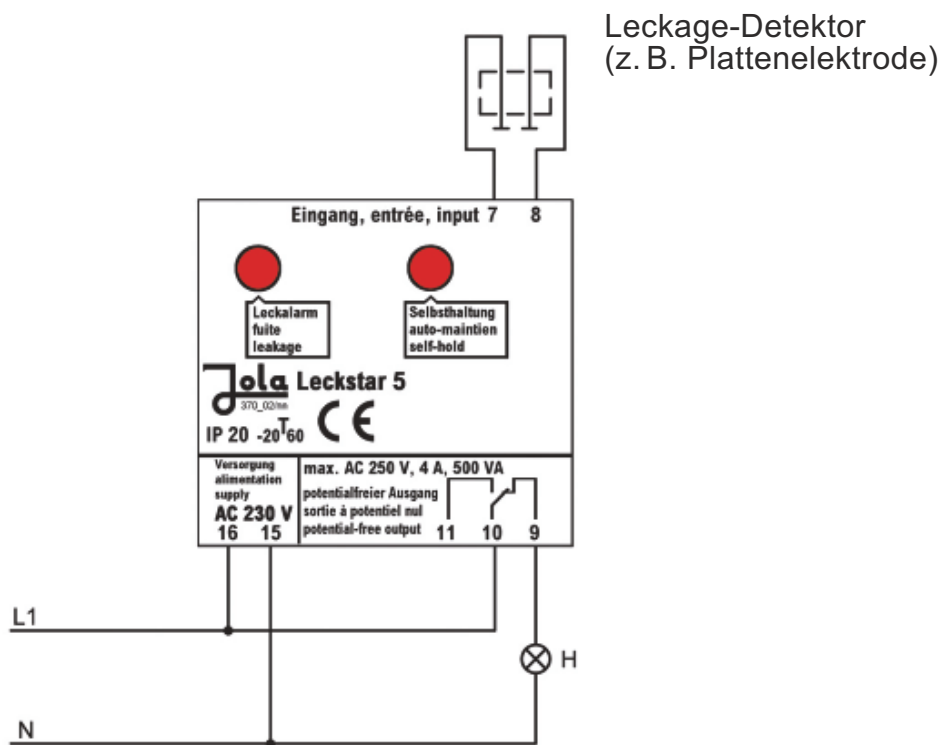 Leckage-Detektor
(z. B. Plattenelektrode)
Eingang, entrée, input 7 8
Leckalarm
fuite
leakage
Selbsthaltung
auto-maintien
self-hold
Jola Leckstar 5
370_02/nn
IP 20 -20T60 CE
Versorgung
alimentation
supply
AC 230 V
16 15
max. AC 250 V, 4 A, 500 VA
potentialfreier Ausgang
sortie à potentiel nul
potential-free output 11 10 9
L1
H
N